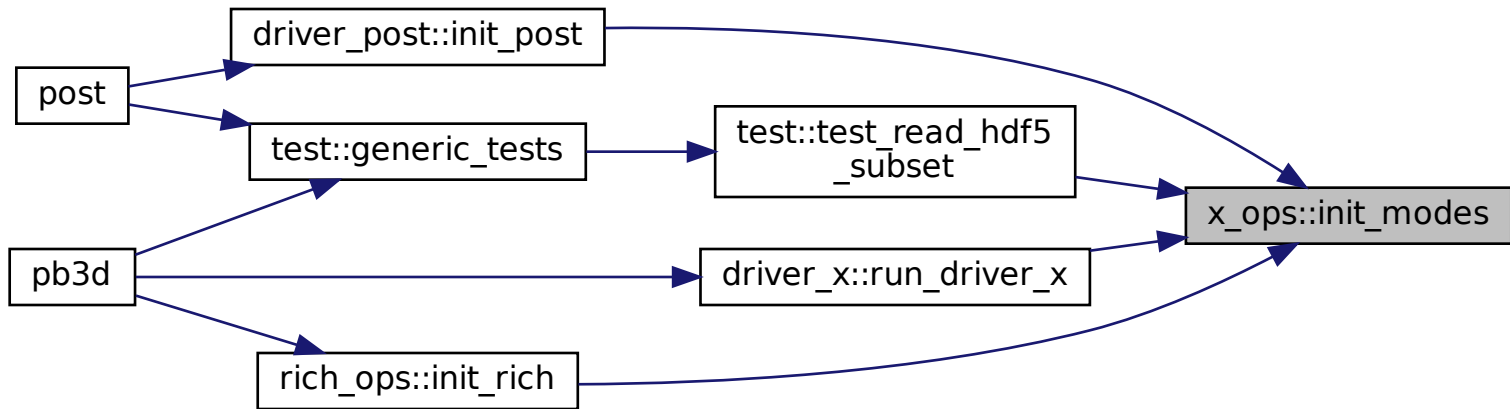 driver_post::init_post
post
test::generic_tests
test::test_read_hdf5
_subset
x_ops::init_modes
pb3d
driver_x::run_driver_x
rich_ops::init_rich